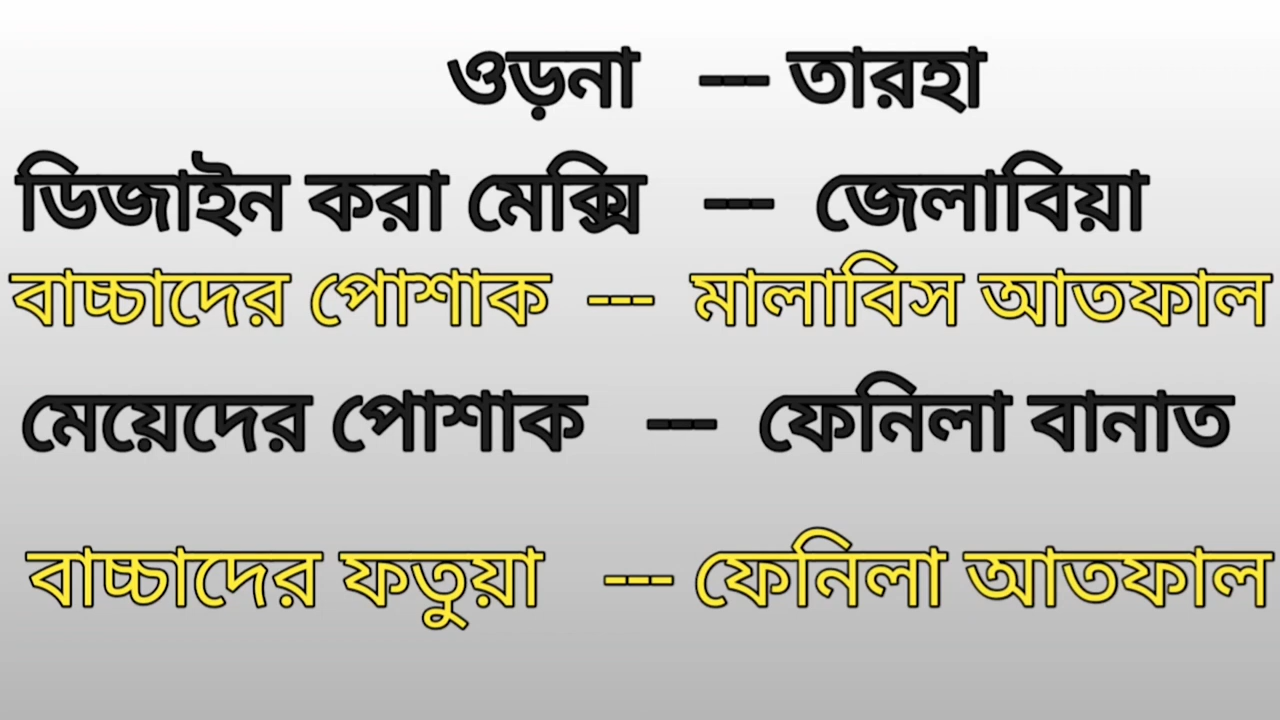 ওড়না --- তারহা
ডিজাইন করা মেক্সি --- জেলাবিয়া
বাচ্চাদের পোশাক --- মালাবিস আতফাল
মেয়েদের পোশাক --- ফেনিলা বানাত
বাচ্চাদের ফতুয়া --- ফেনিলা আতফাল